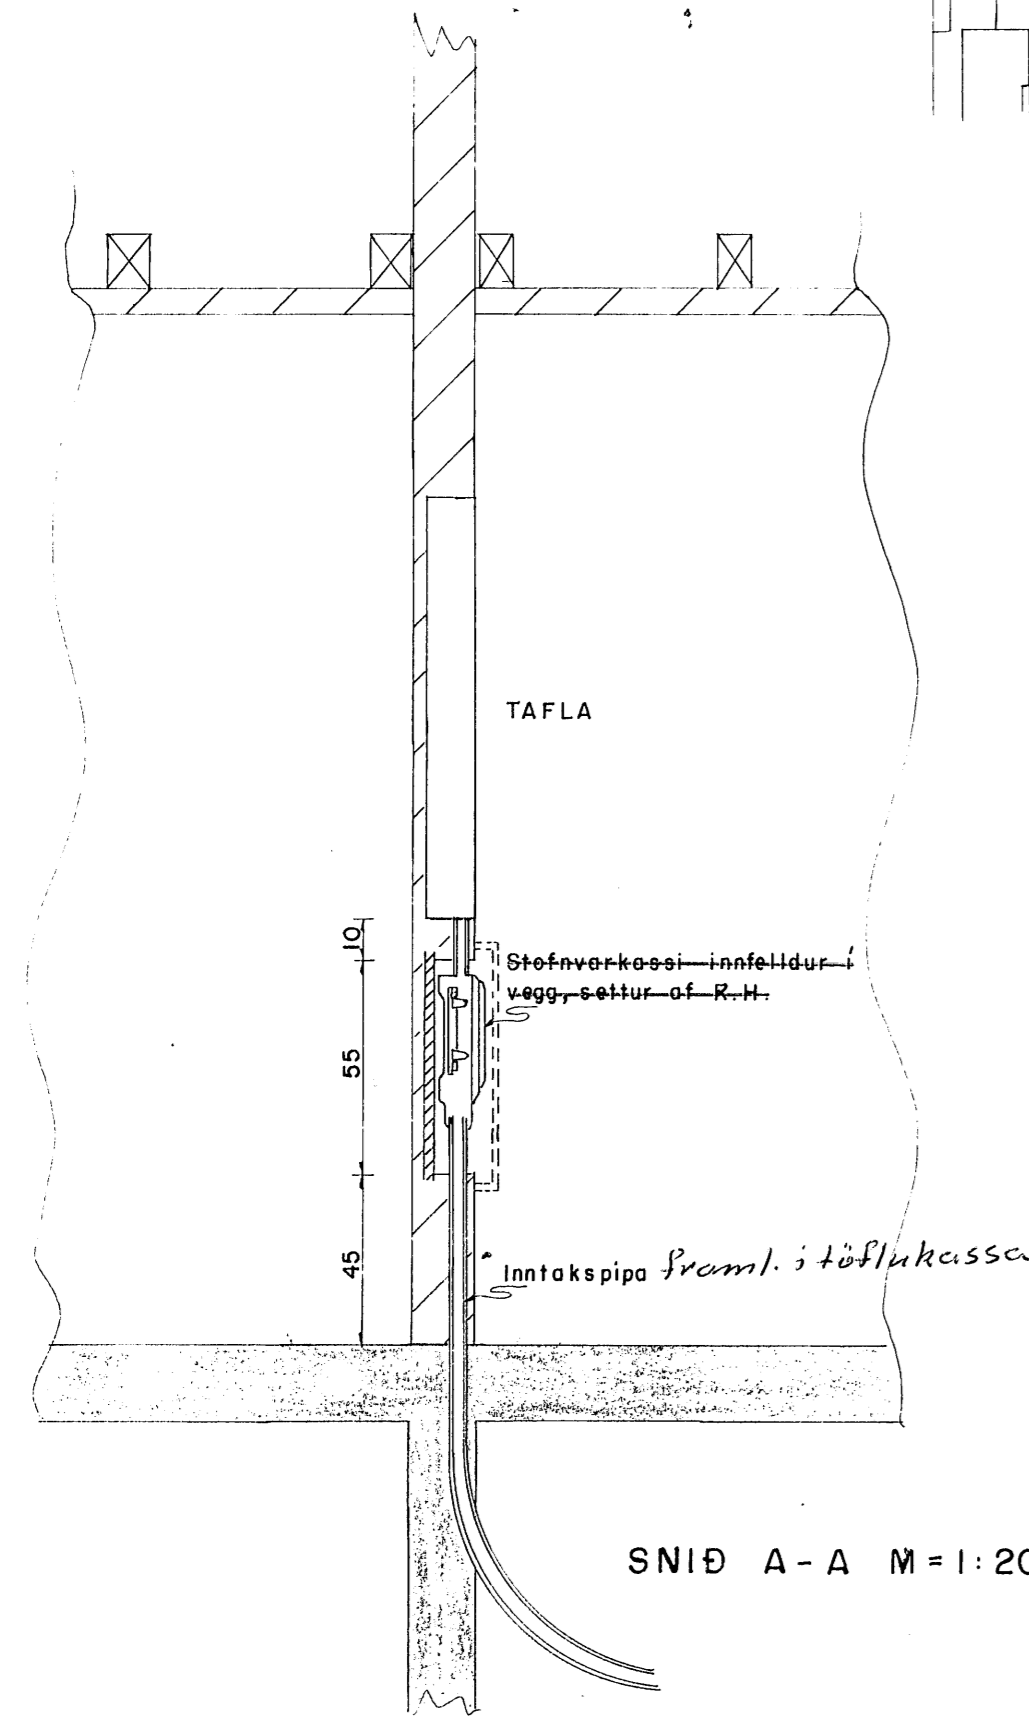 TAFLA
10
Stofnvarkassi innfelldur í
vegg, settur af R.H.
55
45
Inntakspipa framl. i töflukassa
SNIÐ A-A M=1:20